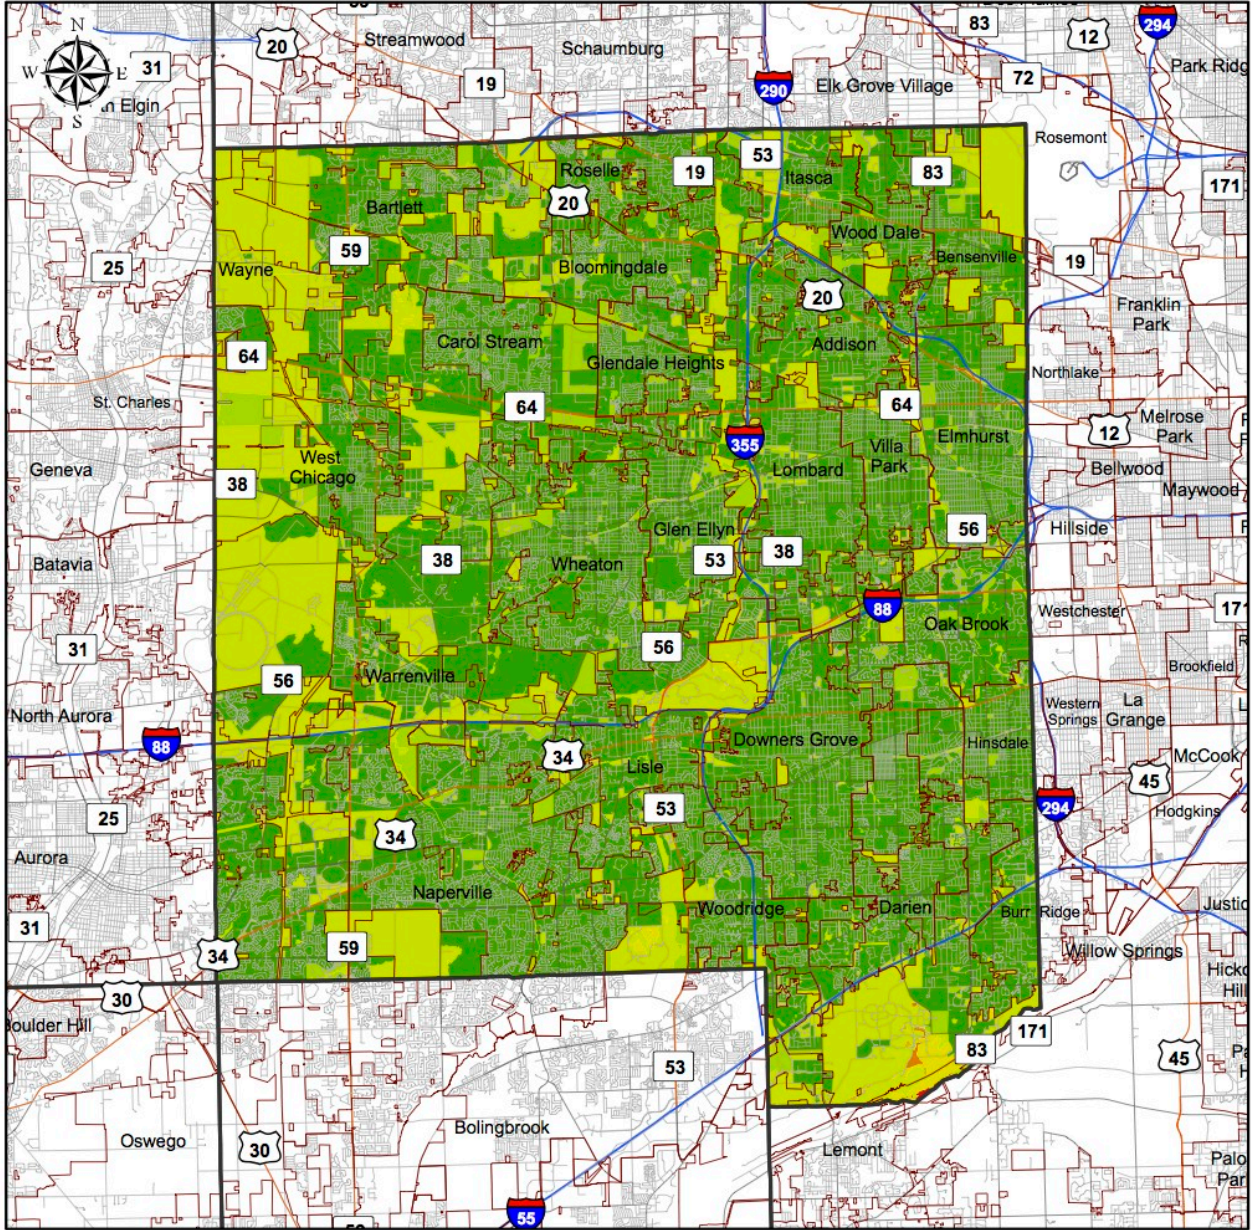 N
W
E
S
20
31
Streamwood
Schaumburg
83
12
294
Park Ridg
19
290
Elk Grove Village
72
n Elgin
Rosemont
53
Roselle
19
Itasca
83
171
20
Bartlett
59
Wood Dale
Bensenville
25
Wayne
Bloomingdale
19
20
Franklin
Park
Carol Stream
Addison
64
Glendale Heights
Northlake
St. Charles
64
64
Melrose
Park
12
355
Elmhurst
Villa
Park
West
Chicago
Lombard
Geneva
Bellwood
38
Maywood
Glen Ellyn
56
Hillside
38
Wheaton
53
38
Batavia
88
Westchester
171
Oak Brook
31
56
Brookfield
56
Warrenville
North Aurora
Western
Springs
La
Grange
88
34
Downers Grove
Hinsdale
McCook
Lisle
45
25
53
294
Hodgkins
34
Aurora
Naperville
Woodridge
Darien
Burr Ridge
Justic
31
59
34
Willow Springs
Hicko
Hill
30
Boulder Hill
171
83
45
53
Oswego
30
Bolingbrook
Lemont
Palo
Par
55